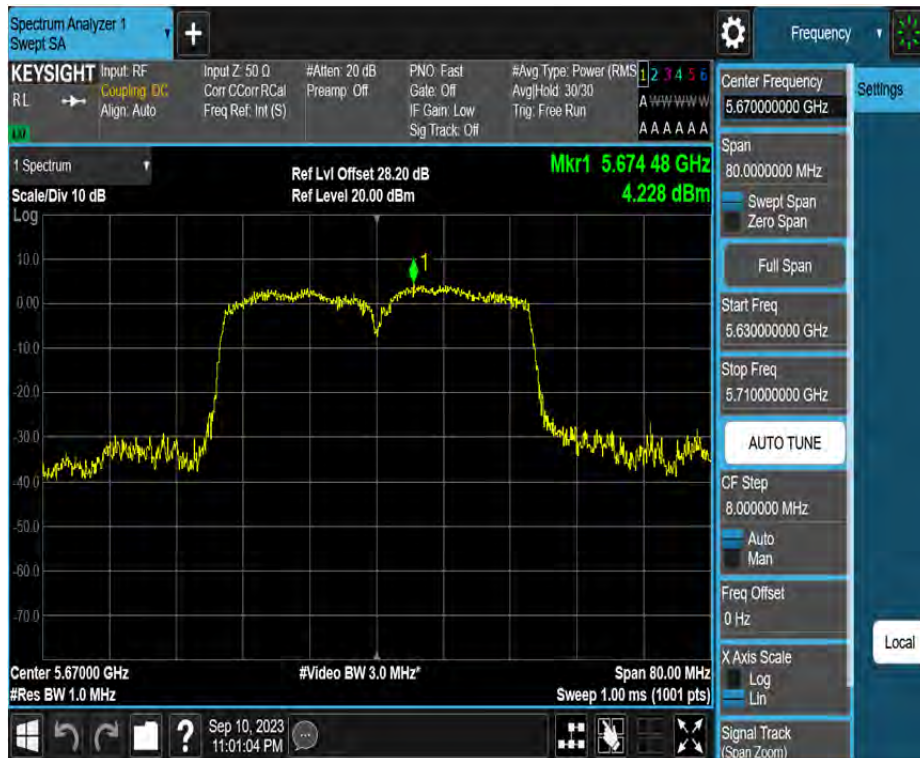 Spectrum Analyzer 1
Swept SA
+
Frequency
KEYSIGHT
RL
Input: RF
Coupling: DC
Align: Auto
Input Z: 50 Ω
Corr CCorr RCal
Freq Ref: Int (S)
#Atten: 20 dB
Preamp: Off
PNO: Fast
Gate: Off
IF Gain: Low
Sig Track: Off
#Avg Type: Power (RMS
Avg|Hold: 30/30
Trig: Free Run
1 2 3 4 5 6
A W W W W W
A A A A A A
LXI
1 Spectrum
Scale/Div 10 dB
Log
Ref Lvl Offset 28.20 dB
Ref Level 20.00 dBm
Mkr1 5.674 48 GHz
4.228 dBm
1
10.0
0.00
-10.0
-20.0
-30.0
-40.0
-50.0
-60.0
-70.0
Center 5.67000 GHz
#Res BW 1.0 MHz
#Video BW 3.0 MHz*
Span 80.00 MHz
Sweep 1.00 ms (1001 pts)
?
Sep 10, 2023
11:01:04 PM
Center Frequency
5.670000000 GHz
Span
80.0000000 MHz
Swept Span
Zero Span
Full Span
Start Freq
5.630000000 GHz
Stop Freq
5.710000000 GHz
AUTO TUNE
CF Step
8.000000 MHz
Auto
Man
Freq Offset
0 Hz
X Axis Scale
Log
Lin
Signal Track
(Span Zoom)
Settings
Local